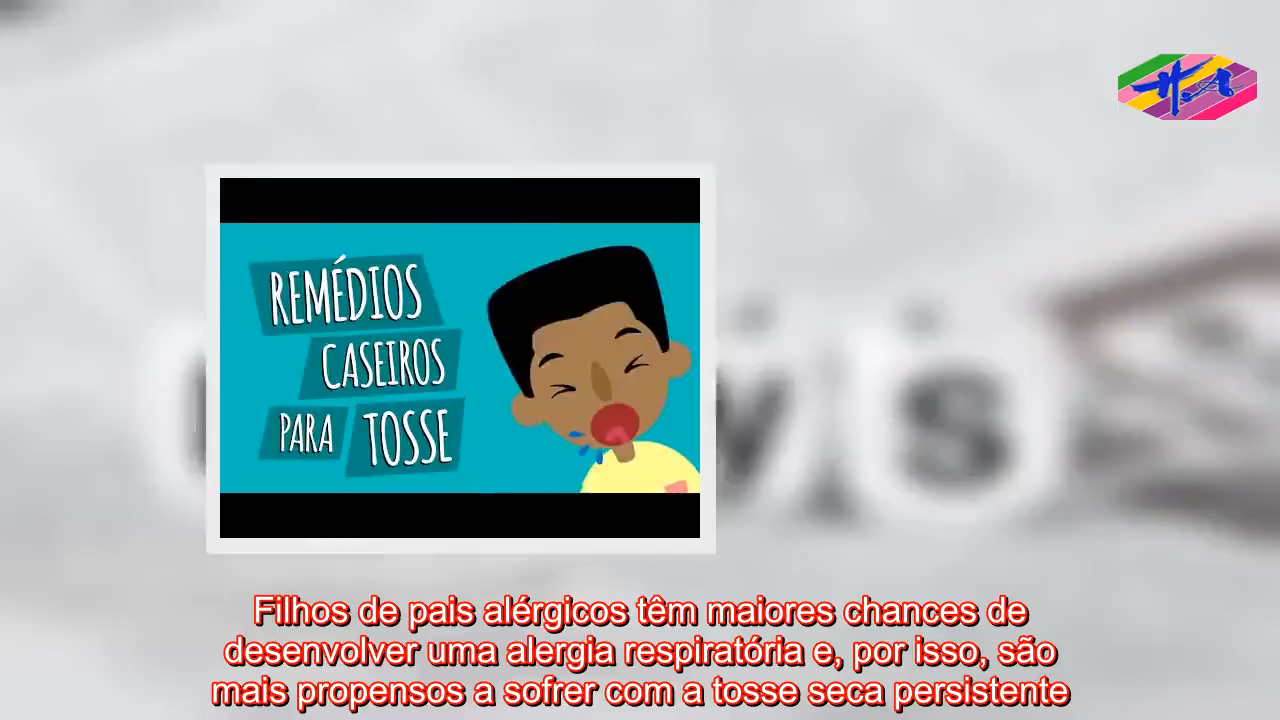 REMÉDIOS
CASEIROS
PARA TOSSE
Filhos de pais alérgicos têm maiores chances de
desenvolver uma alergia respiratória e, por isso, são
mais propensos a sofrer com a tosse seca persistente